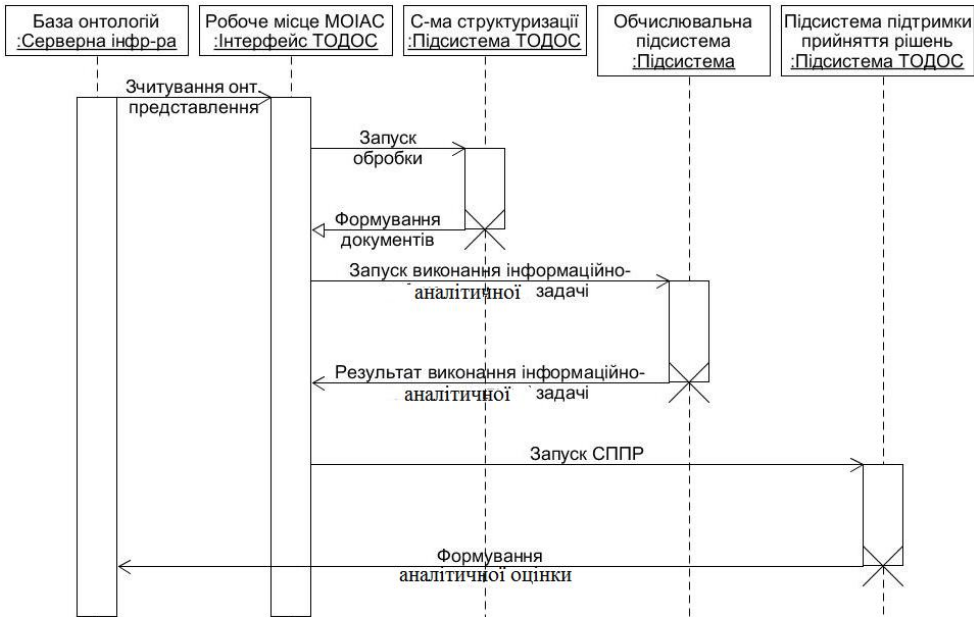 База онтологій
:Серверна інфр-ра
Робоче місце МОІАС
:Інтерфейс ТОДОС
С-ма структуризації
:Підсистема ТОДОС
Обчислювальна
підсистема
:Підсистема
Підсистема підтримки
прийняття рішень
:Підсистема ТОДОС
Зчитування онт.
представлення
Запуск
обробки
Формування
документів
Запуск виконання інформаційно-
аналітичної задачі
Результат виконання інформаційно-
аналітичної задачі
Запуск СППР
Формування
аналітичної оцінки